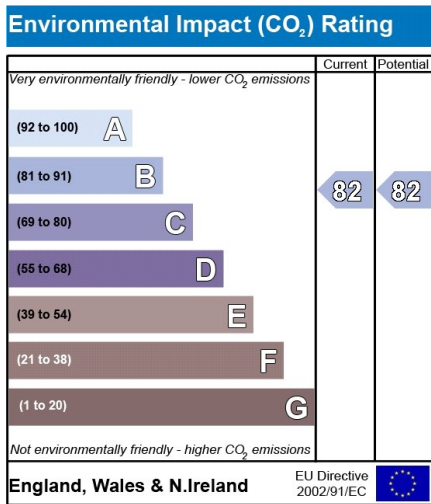 Environmental Impact (CO₂) Rating
Current Potential
Very environmentally friendly - lower CO₂ emissions
(92 to 100) A
(81 to 91) B
82 82
(69 to 80) C
(55 to 68) D
(39 to 54) E
(21 to 38) F
(1 to 20) G
Not environmentally friendly - higher CO₂ emissions
England, Wales & N.Ireland
EU Directive
2002/91/EC